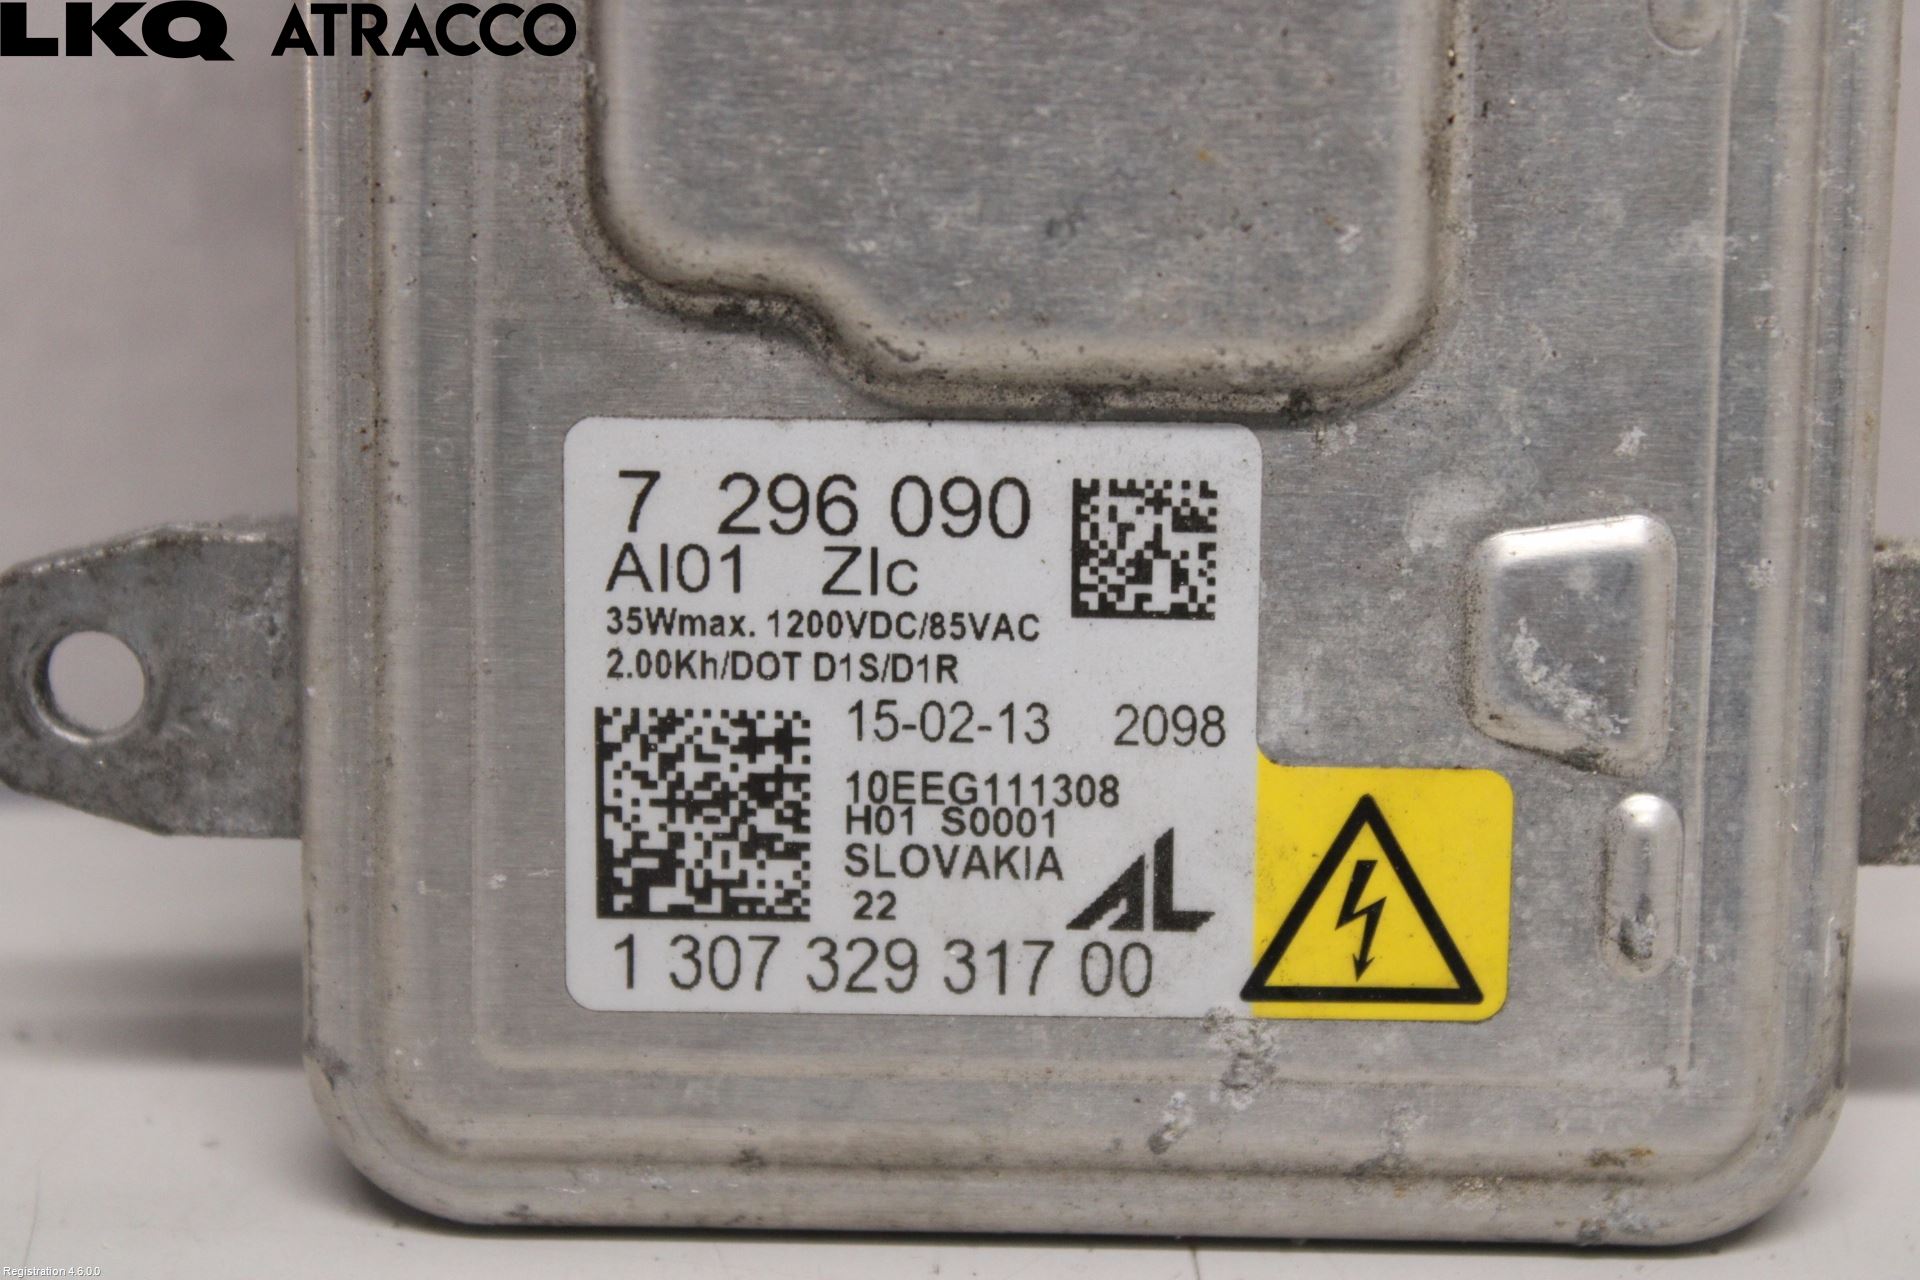 LKQ ATRACCO
7 296 090
AI01 ZIc
35Wmax. 1200VDC/85VAC
2.00Kh/DOT D1S/D1R
15-02-13 2098
10EEG111308
H01 S0001
SLOVAKIA
22
AL
1 307 329 317 00
Registration 4.6.0.0